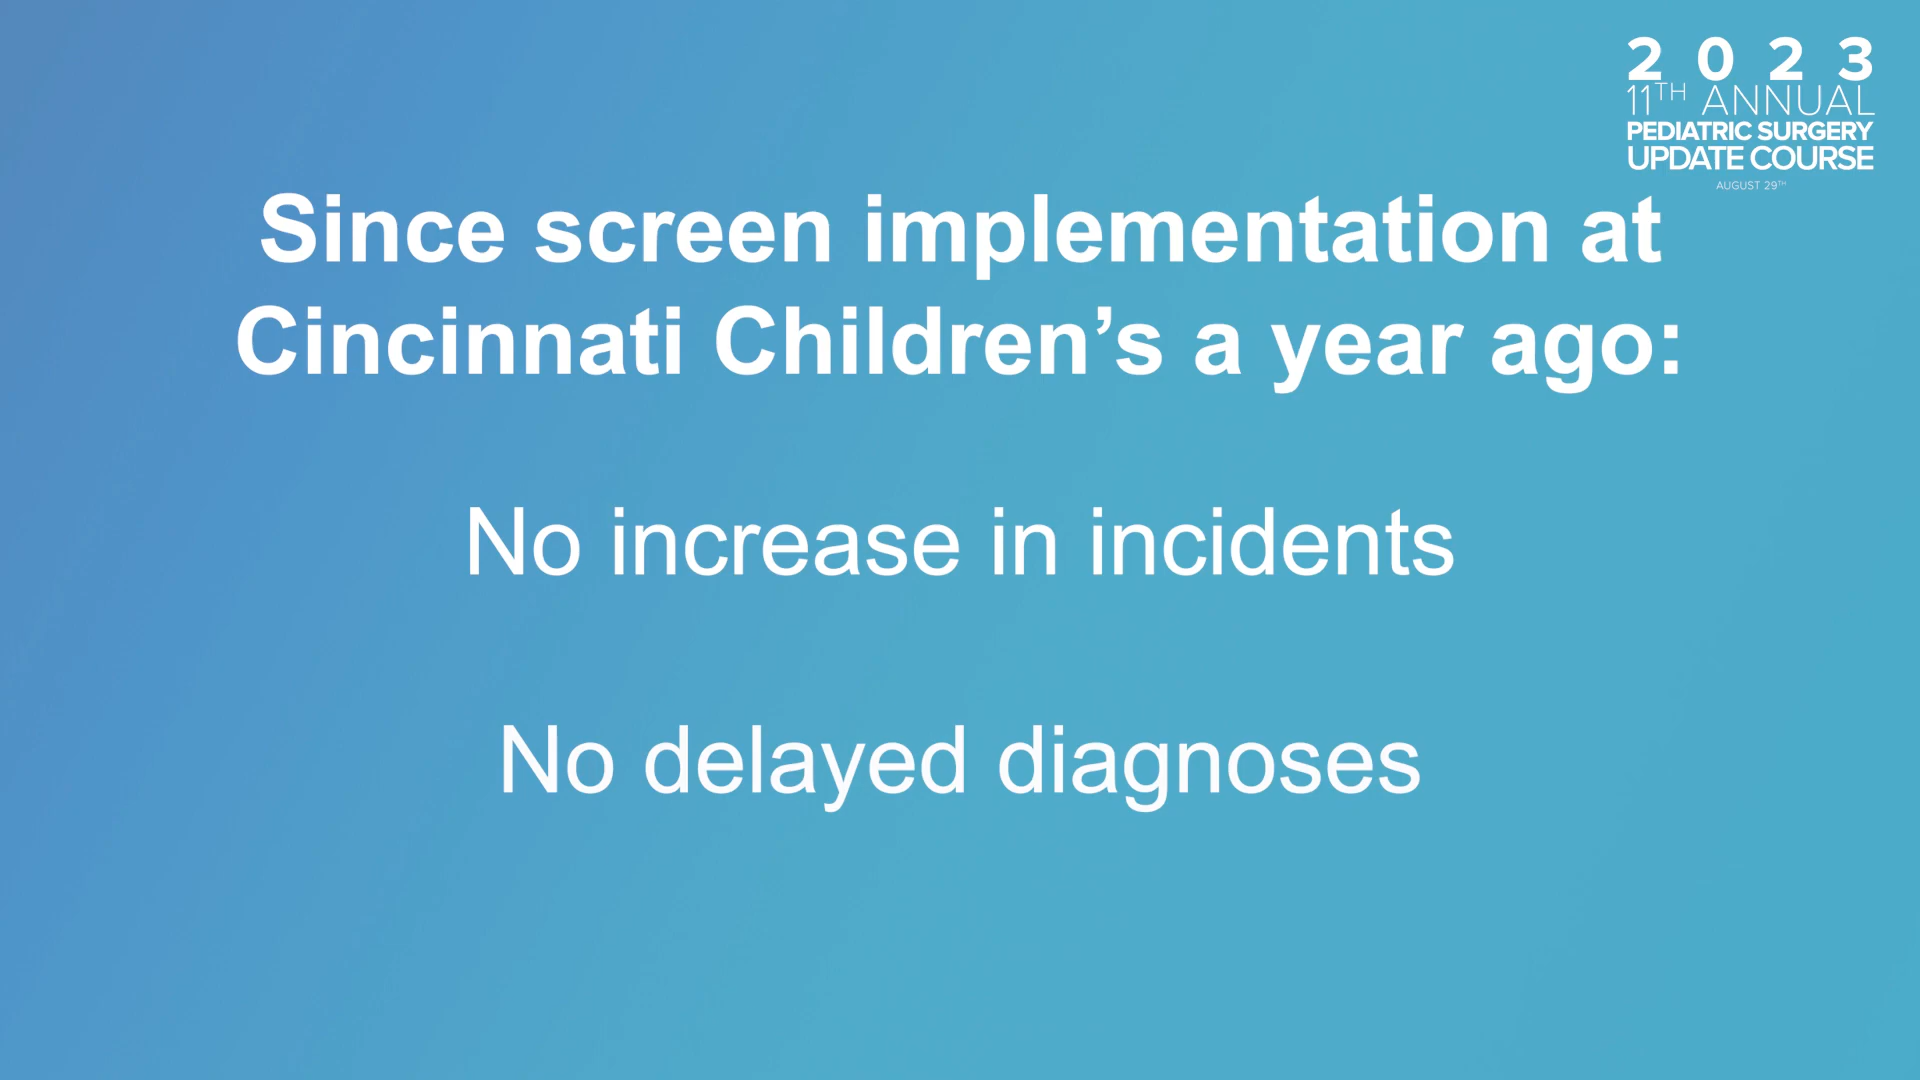 2 0 2 3
11TH ANNUAL
PEDIATRIC SURGERY
UPDATE COURSE
AUGUST 29TH
Since screen implementation at
Cincinnati Children’s a year ago:
No increase in incidents
No delayed diagnoses